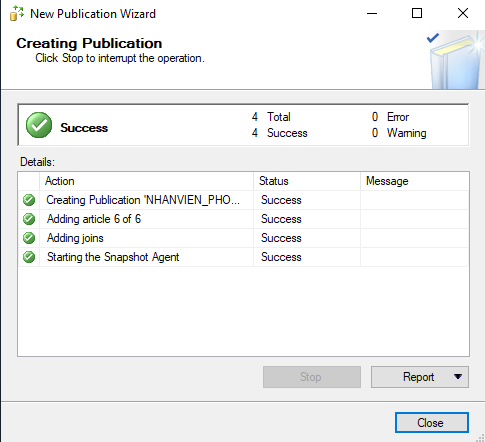 New Publication Wizard
Creating Publication
Click Stop to interrupt the operation.
Success
4 Total
0 Error
4 Success
0 Warning
Details:
Action Status Message
Creating Publication 'NHANVIEN_PHO... Success
Adding article 6 of 6 Success
Adding joins Success
Starting the Snapshot Agent Success
Stop
Report
Close